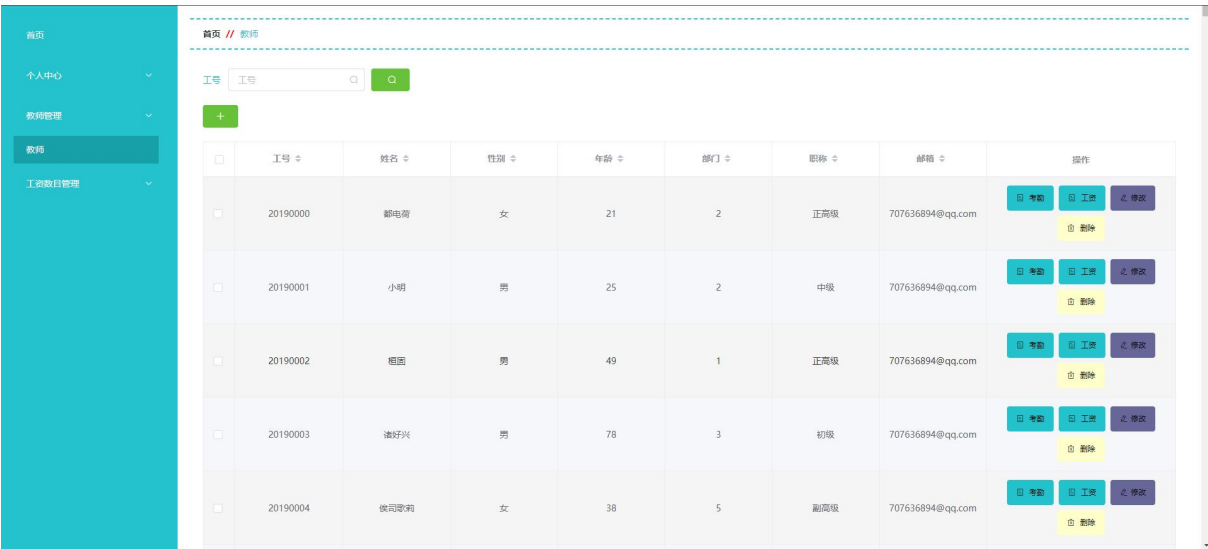 首页
个人中心
教师管理
教师
工资数目管理
首页 // 教师
工号 工号
+
工号 姓名 性别 年龄 部门 职称 邮箱 操作
20190000 都电荷 女 21 2 正高级 707636894@qq.com 考勤 工资 修改
删除
20190001 小明 男 25 2 中级 707636894@qq.com 考勤 工资 修改
删除
20190002 桓困 男 49 1 正高级 707636894@qq.com 考勤 工资 修改
删除
20190003 诸好兴 男 78 3 初级 707636894@qq.com 考勤 工资 修改
删除
20190004 侯司歌莉 女 38 5 副高级 707636894@qq.com 考勤 工资 修改
删除